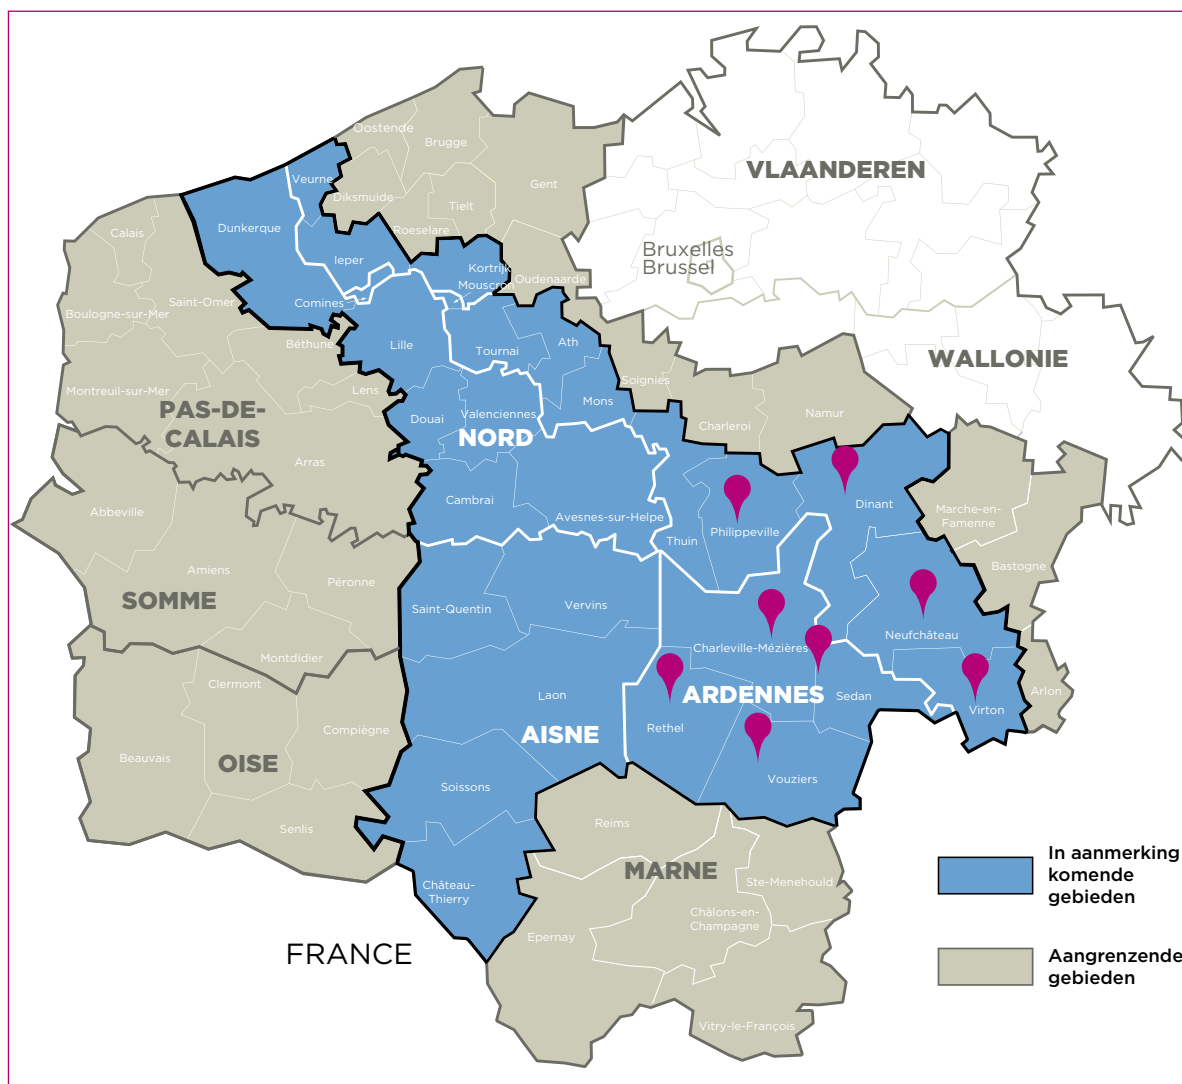 Oostende
Brugge
Veurne
Diksmuide
Gent
Tielt
Roeselare
VLAANDEREN
Calais
Dunkerque
Ieper
Kortrijk
Mouscron
Oudenaarde
Bruxelles
Brussel
Saint-Omer
Boulogne-sur-Mer
Comines
Béthune
Lille
Tournai
Ath
WALLONIE
Montreuil-sur-Mer
Lens
Soignies
Mons
PAS-DE-
CALAIS
Douai
Valenciennes
NORD
Charleroi
Namur
Arras
Abbeville
Cambrai
Avesnes-sur-Helpe
Thuin
Philippeville
Dinant
Marche-en-
Famenne
Bastogne
Amiens
SOMME
Péronne
Saint-Quentin
Vervins
Charleville-Mézières
Neufchâteau
Montdidier
Clermont
Laon
ARDENNES
Sedan
Virton
Arlon
Compiègne
AISNE
Rethel
Beauvais
OISE
Soissons
Vouziers
Senlis
Reims
MARNE
Château-
Thierry
Ste-Menehould
Châlons-en-
Champagne
Epernay
FRANCE
Vitry-le-François
In aanmerking
komende
gebieden
Aangrenzende
gebieden